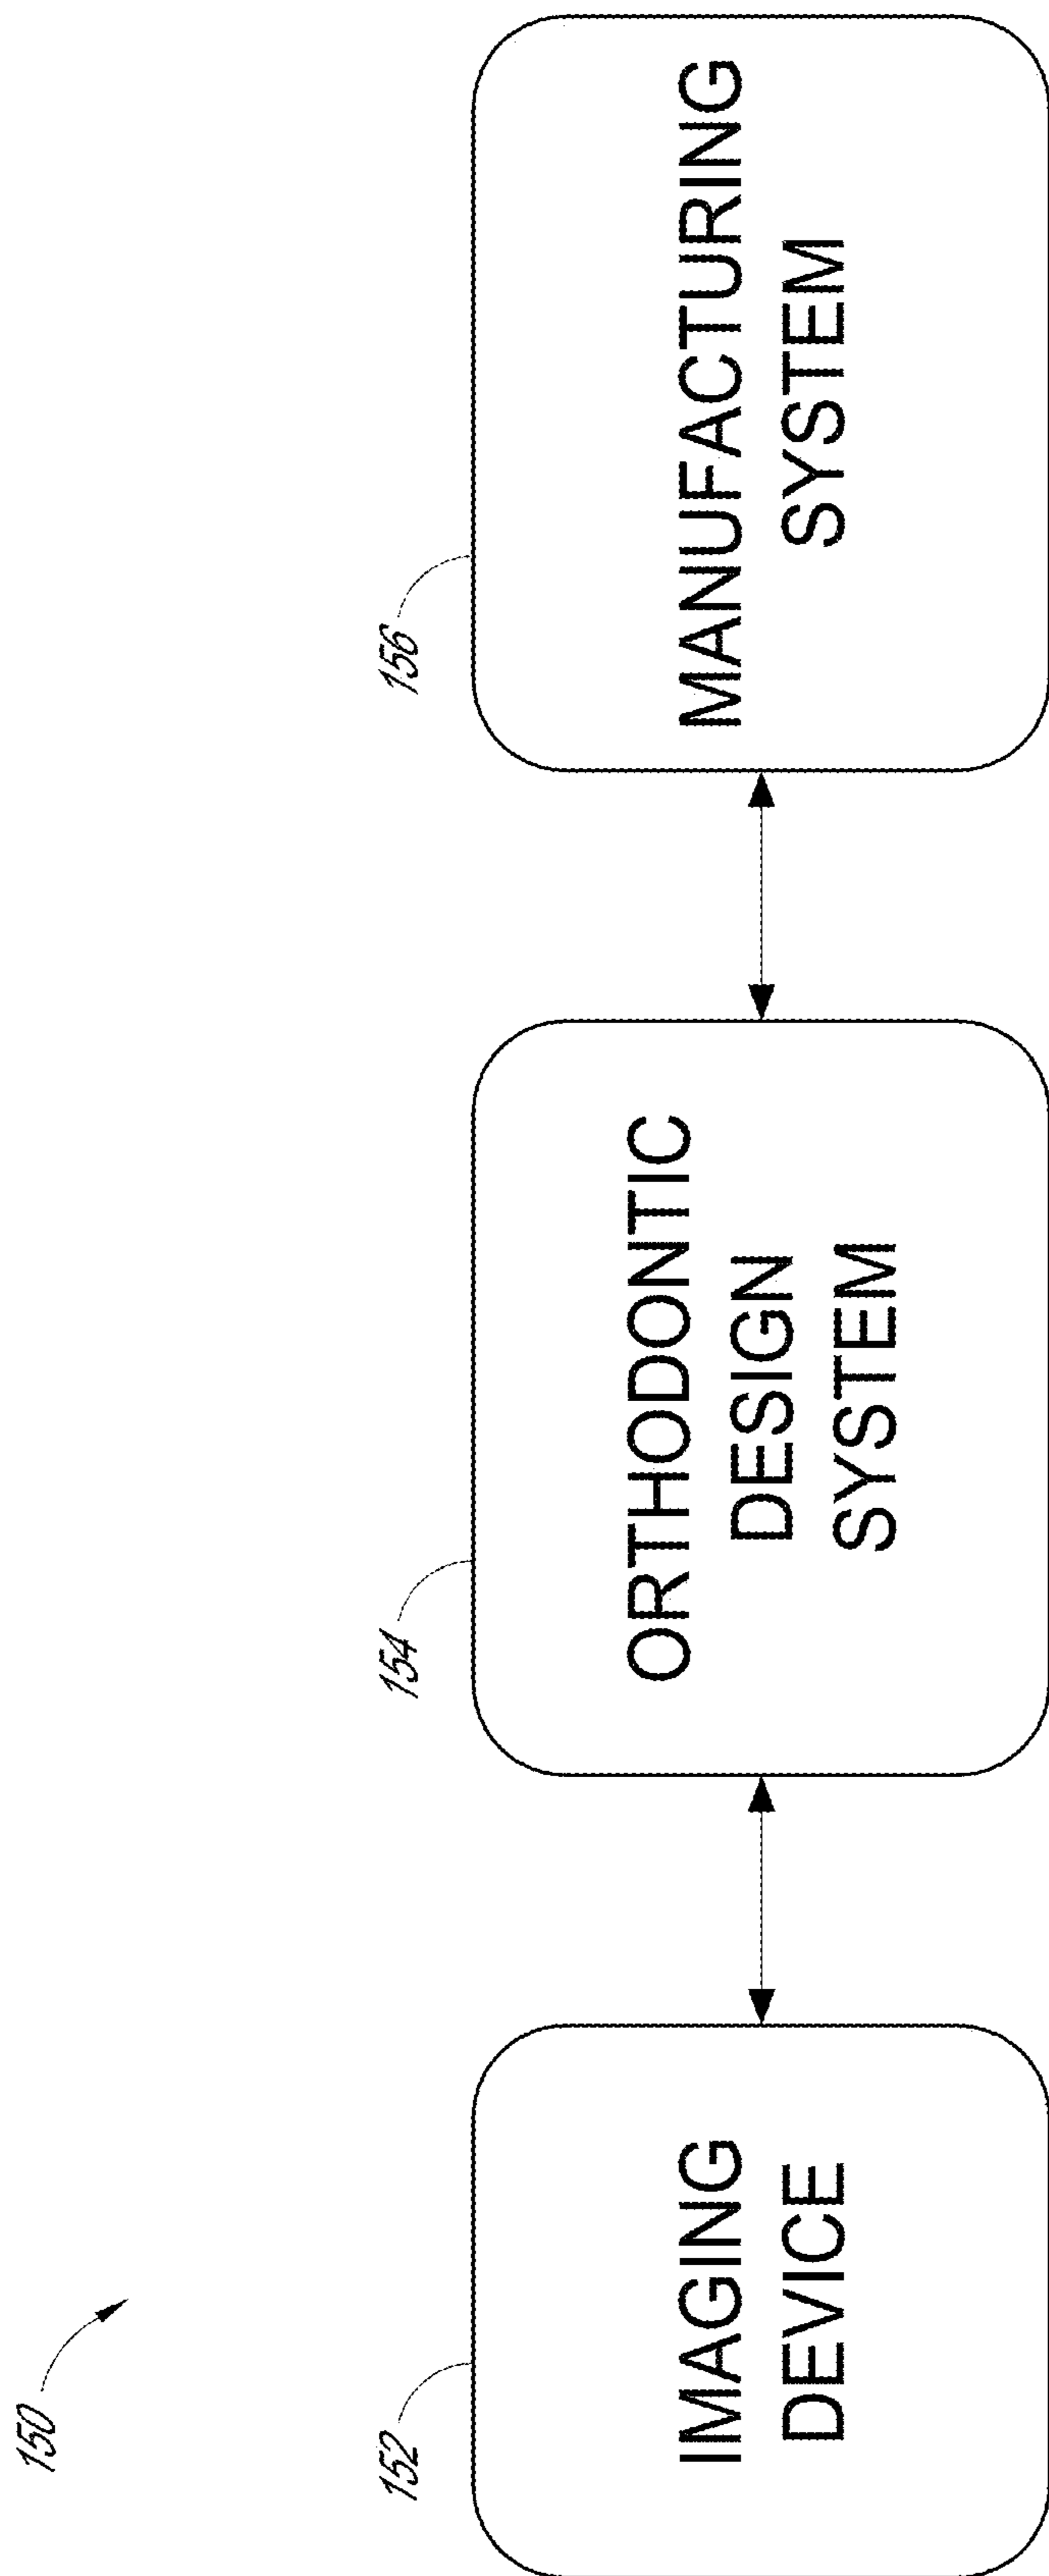 150
152
IMAGING
DEVICE
154
ORTHODONTIC
DESIGN
SYSTEM
156
MANUFACTURING
SYSTEM